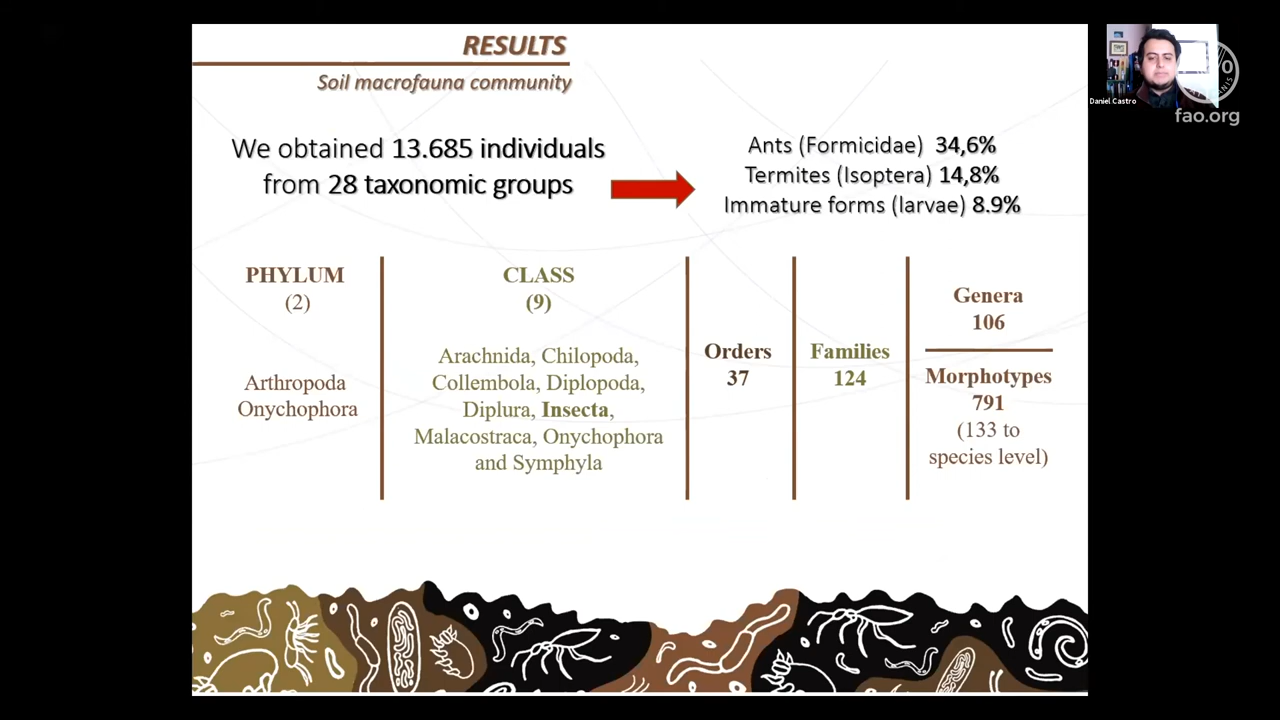 RESULTS
Soil macrofauna community
We obtained 13.685 individuals
from 28 taxonomic groups
Ants (Formicidae) 34,6%
Termites (Isoptera) 14,8%
Immature forms (larvae) 8.9%
PHYLUM
(2)
Arthropoda
Onychophora
CLASS
(9)
Arachnida, Chilopoda,
Collembola, Diplopoda,
Diplura, Insecta,
Malacostraca, Onychophora
and Symphyla
Orders
37
Families
124
Genera
106
Morphotypes
791
(133 to
species level)
Daniel Castro
fao.org